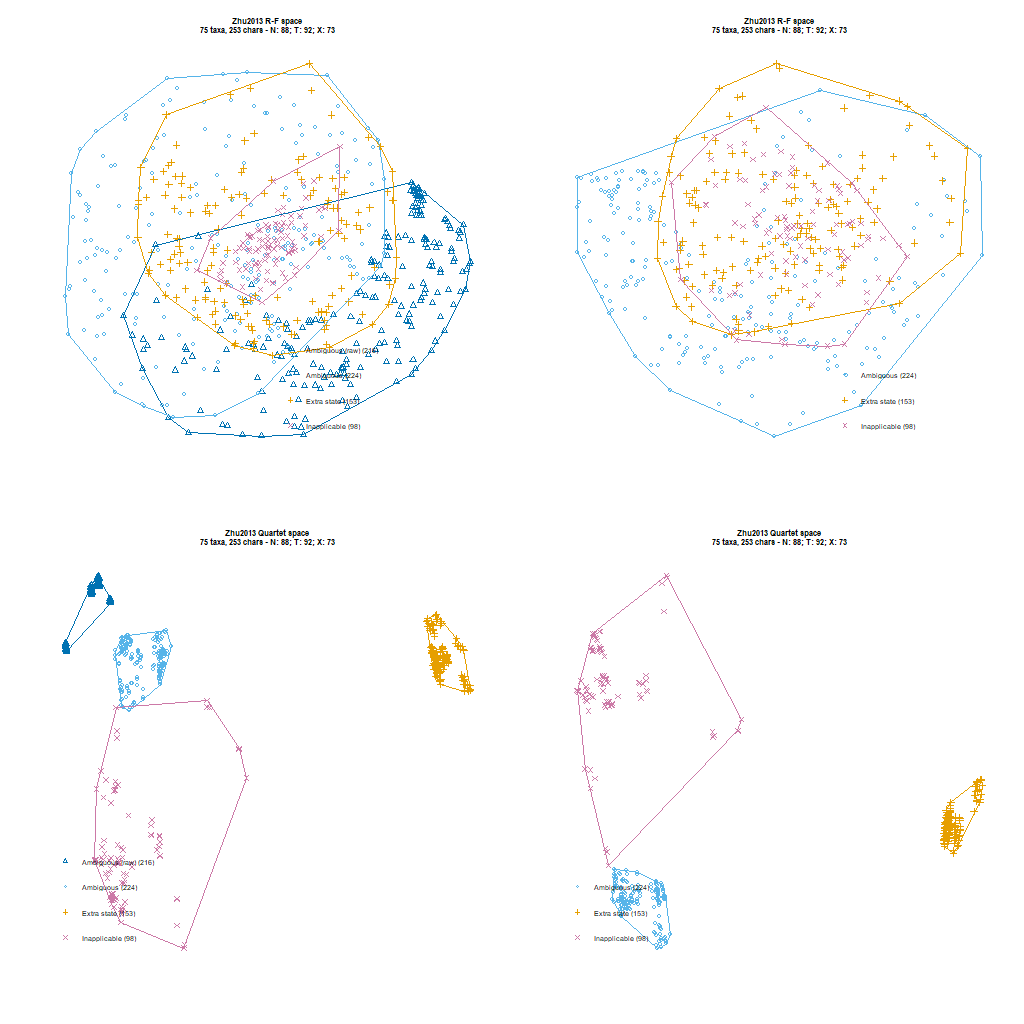 Zhu2013 R-F space
75 taxa, 253 chars - N: 88; T: 92; X: 73
Ambiguous (raw) (216)
Ambiguous (224)
Extra state (153)
Inapplicable (98)
Zhu2013 R-F space
75 taxa, 253 chars - N: 88; T: 92; X: 73
Ambiguous (224)
Extra state (153)
Inapplicable (98)
Zhu2013 Quartet space
75 taxa, 253 chars - N: 88; T: 92; X: 73
Ambiguous (raw) (216)
Ambiguous (224)
Extra state (153)
Inapplicable (98)
Zhu2013 Quartet space
75 taxa, 253 chars - N: 88; T: 92; X: 73
Ambiguous (224)
Extra state (153)
Inapplicable (98)